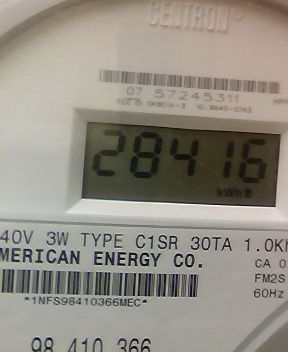 CENTRON®
07 57245311
28416
kWh
40V 3W TYPE C1SR 30TA 1.0Kh
MERICAN ENERGY CO.
CA 0
FM2S
*1NFS98410366MEC*
60Hz
98 410 366